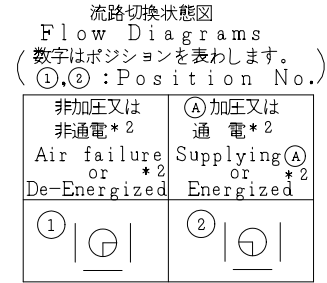 流路切換状態図
Flow Diagrams
(数字はポジションを表わします。
①,② :Position No.)
非加圧又は
非通電*2
Air failure
or *2
De-Energized
Ⓐ加圧又は
通 電*2
Supplying Ⓐ
or *2
Energized
①
②